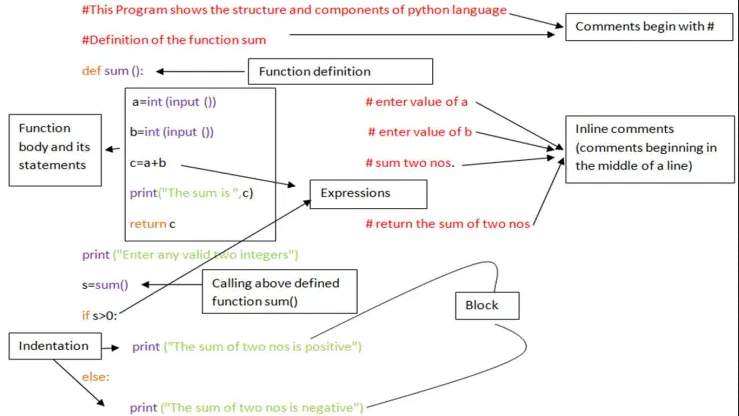 #This Program shows the structure and components of python language
Comments begin with #
#Definition of the function sum
def sum ():
Function definition
a=int (input ())
# enter value of a
Function
body and its
statements
b=int (input ())
# enter value of b
Inline comments
(comments beginning in
the middle of a line)
c=a+b
# sum two nos.
print("The sum is ",c)
Expressions
return c
# return the sum of two nos
print ("Enter any valid two integers")
s=sum()
Calling above defined
function sum()
if s>0:
Block
Indentation
print ("The sum of two nos is positive")
else:
print ("The sum of two nos is negative")